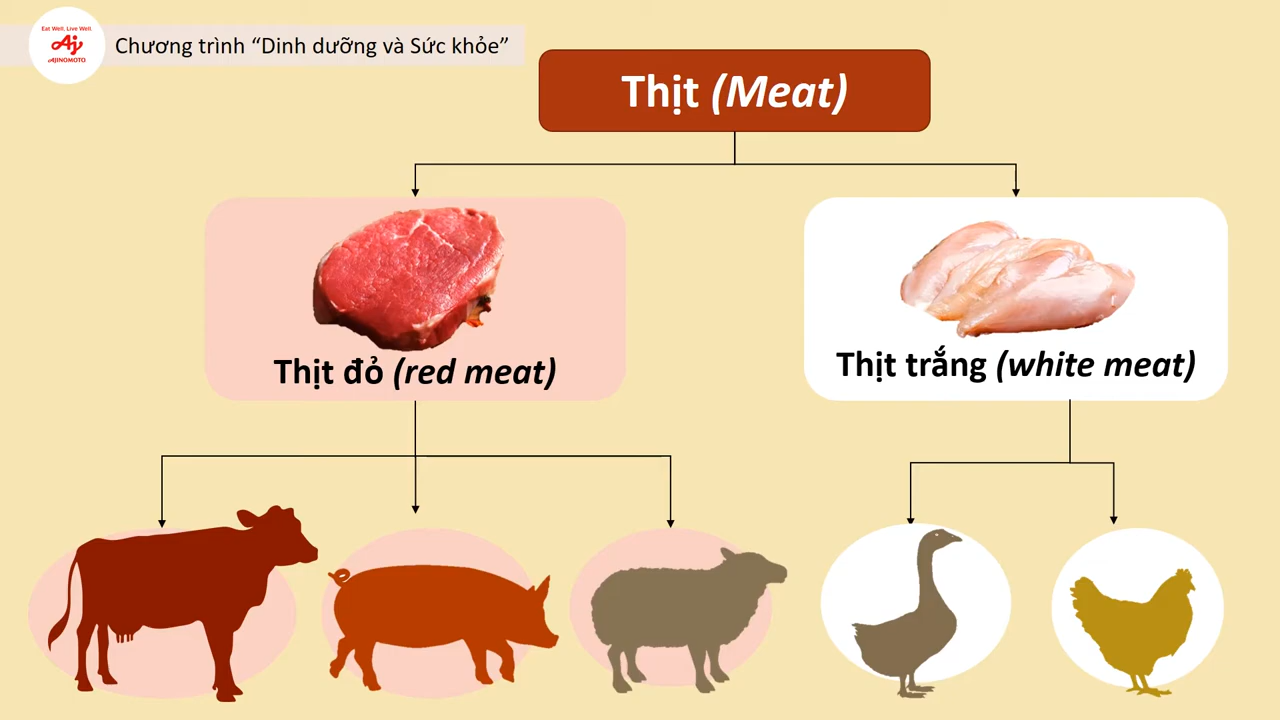 Eat Well, Live Well.
AJINOMOTO
Chương trình “Dinh dưỡng và Sức khỏe”
Thịt (Meat)
Thịt đỏ (red meat)
Thịt trắng (white meat)